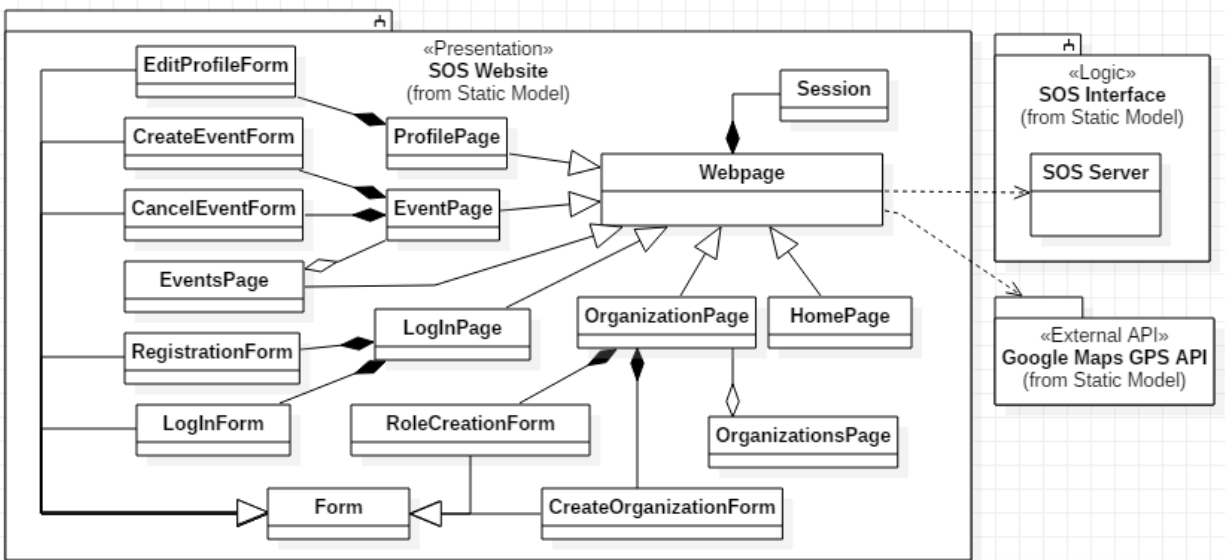 «Presentation»
SOS Website
(from Static Model)
EditProfileForm
CreateEventForm
ProfilePage
Session
CancelEventForm
EventPage
Webpage
EventsPage
LogInPage
OrganizationPage
HomePage
RegistrationForm
LogInForm
RoleCreationForm
OrganizationsPage
Form
CreateOrganizationForm
«Logic»
SOS Interface
(from Static Model)
SOS Server
«External API»
Google Maps GPS API
(from Static Model)